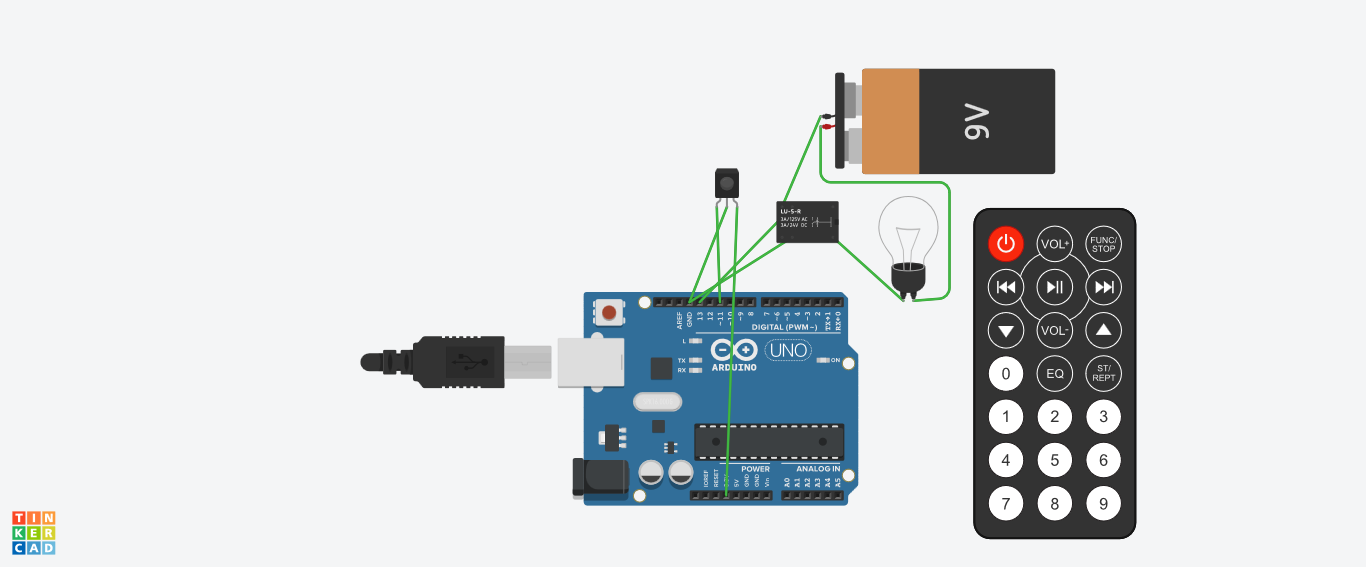 9V
LU-5-R
3A/125V AC
3A/24V DC
VOL+
FUNC/
STOP
VOL-
0
EQ
ST/
REPT
1
2
3
4
5
6
7
8
9
AREF
GND
13
12
~11
~10
~9
8
7
~6
~5
4
~3
2
TX→1
RX←0
DIGITAL (PWM~)
L
TX
RX
ARDUINO
UNO
ON
POWER
ANALOG IN
IOREF
RESET
5V
GND
GND
Vin
A0
A1
A2
A3
A4
A5
TIN
KER
CAD